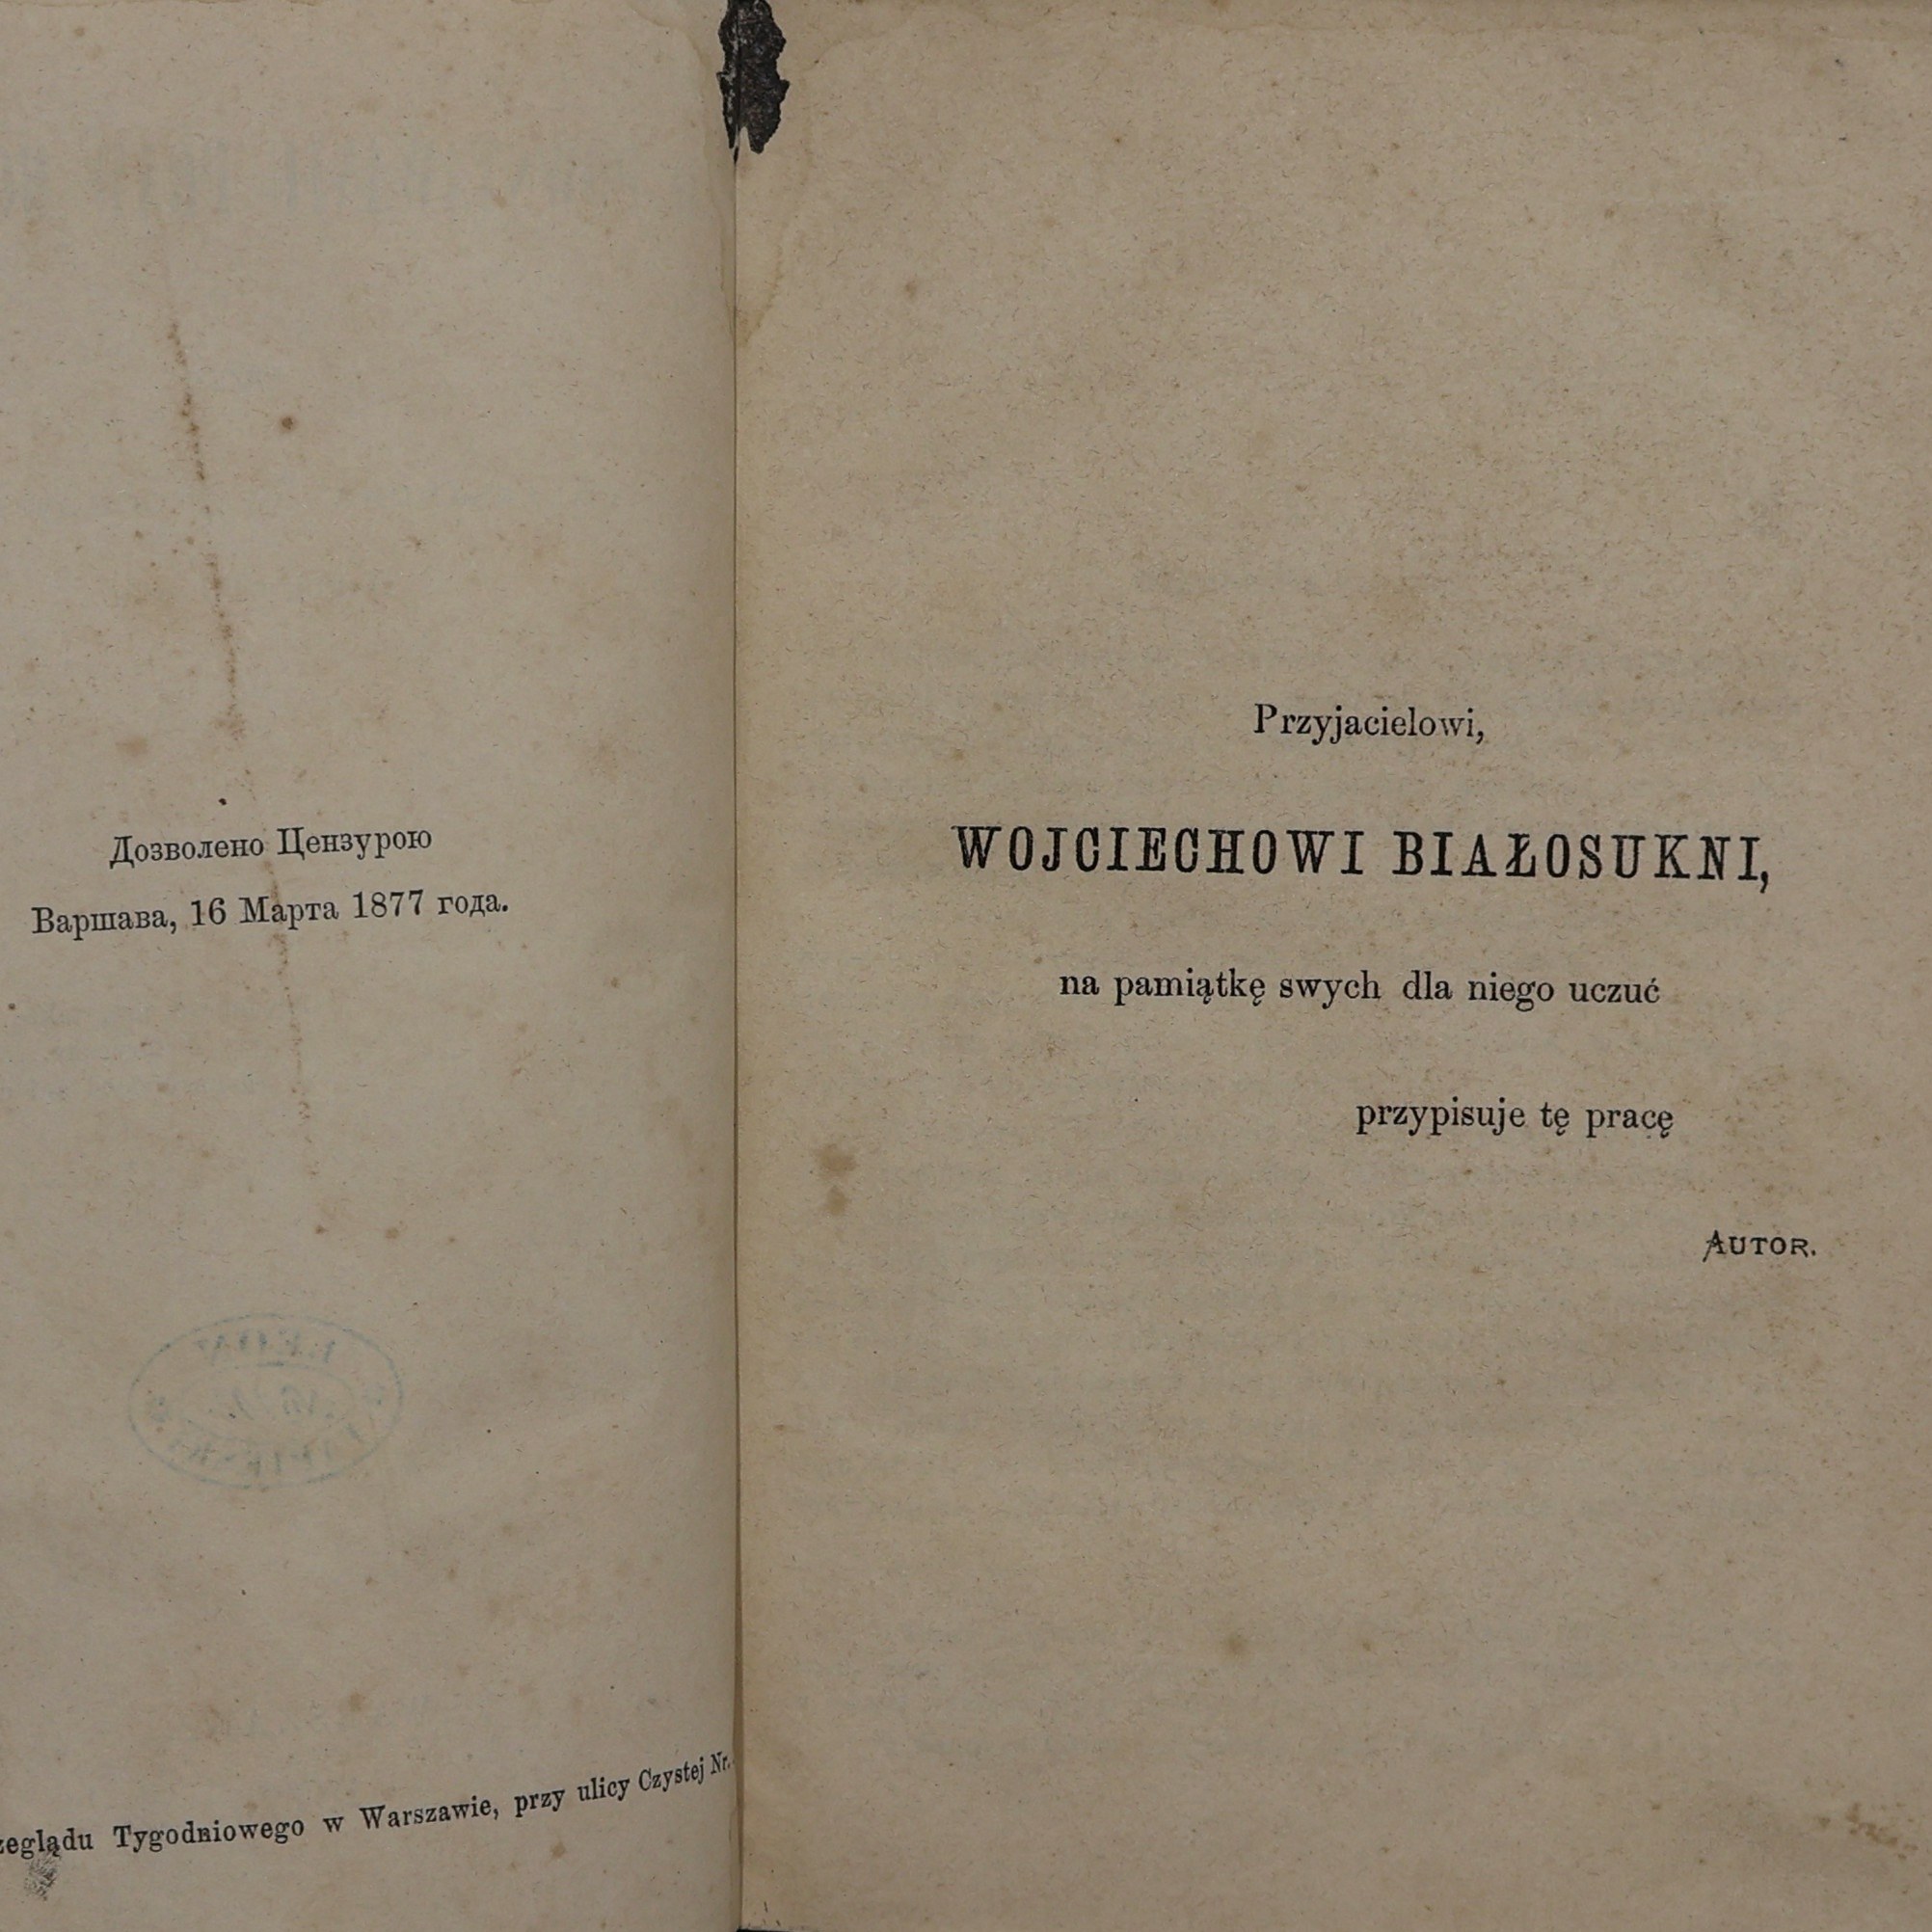 Дозволено Цензурою
Варшава, 16 Марта 1877 года.
Tygodniowego w Warszawie, przy ulicy Czystej Nr.
Przyjacielowi,
WOJCIECHOWI BIAŁOSUKNI,
na pamiątkę swych dla niego uczuć
przypisuje tę pracę
AUTOR.